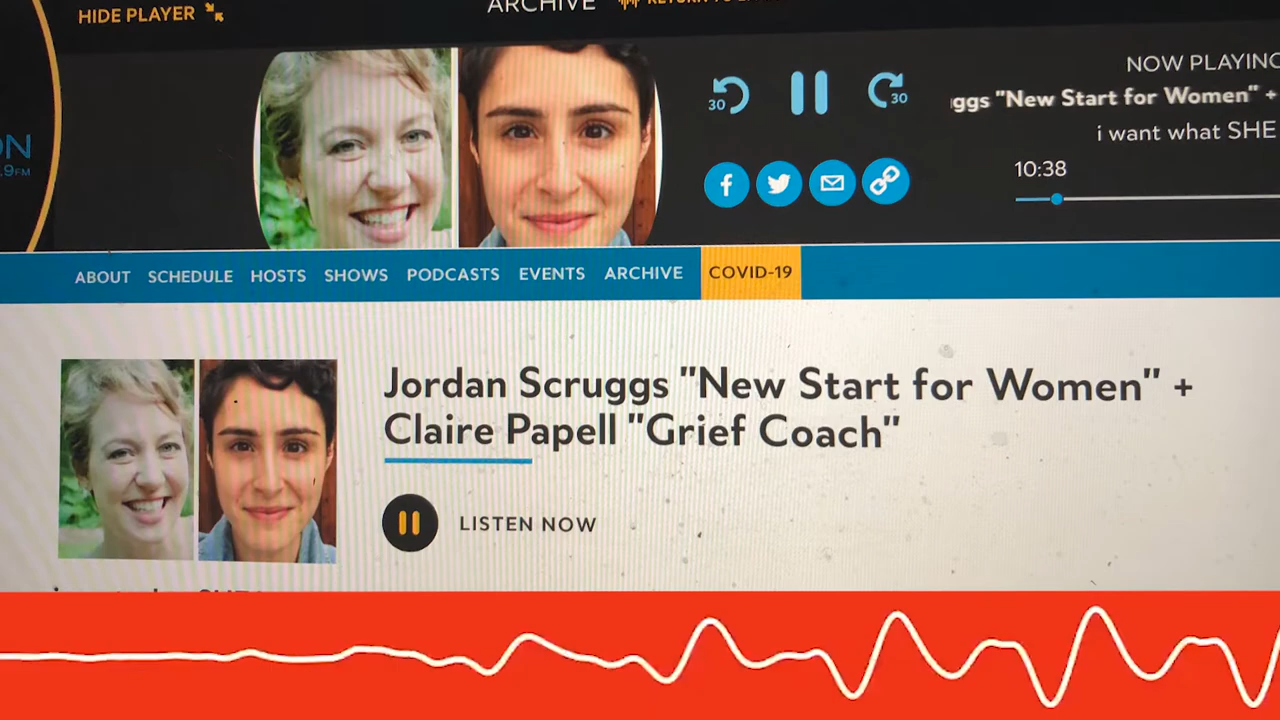 HIDE PLAYER
ARCHIVE
ON
.9FM
30
30
NOW PLAYING
ggs "New Start for Women" +
i want what SHE
10:38
ABOUT SCHEDULE HOSTS SHOWS PODCASTS EVENTS ARCHIVE COVID-19
Jordan Scruggs "New Start for Women" +
Claire Papell "Grief Coach"
LISTEN NOW